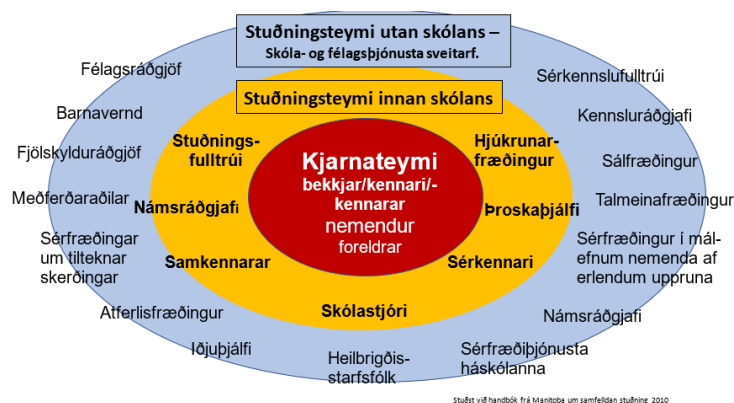 Stuðningsteymi utan skólans –
Skóla- og félagsþjónusta sveitarf.
Stuðningsteymi innan skólans
Kjarnateymi
bekkjar/kennari/-
kennarar
nemendur
foreldrar
Stuðnings-
fulltrúi
Námsráðgjafi
Samkennarar
Skólastjóri
Sérkennari
Þroskaþjálfi
Hjúkrunar-
fræðingur
Félagsráðgjöf
Barnavernd
Fjölskylduráðgjöf
Meðferðaraðilar
Sérfræðingar
um tilteknar
skerðingar
Atferlisfræðingur
Iðjuþjálfi
Heilbrigðis-
starfsfólk
Sérfræðiþjónusta
háskólanna
Námsráðgjafi
Sérfræðingur í mál-
efnum nemenda af
erlendum uppruna
Talmeinafræðingur
Sálfræðingur
Kennsluráðgjafi
Sérkennslufulltrúi
Stuðst við handbók frá Manitoba um samfelldan stuðning 2010